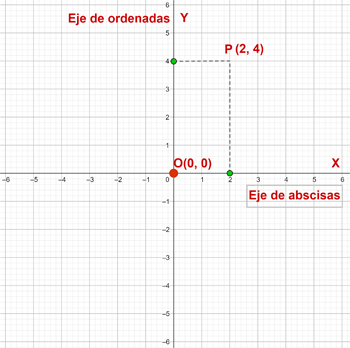 6
Eje de ordenadas Y
5
P (2, 4)
4
3
2
1
O(0, 0) X
–6 –5 –4 –3 –2 –1 0 1 2 3 4 5 6
Eje de abscisas
–1
–2
–3
–4
–5
–6